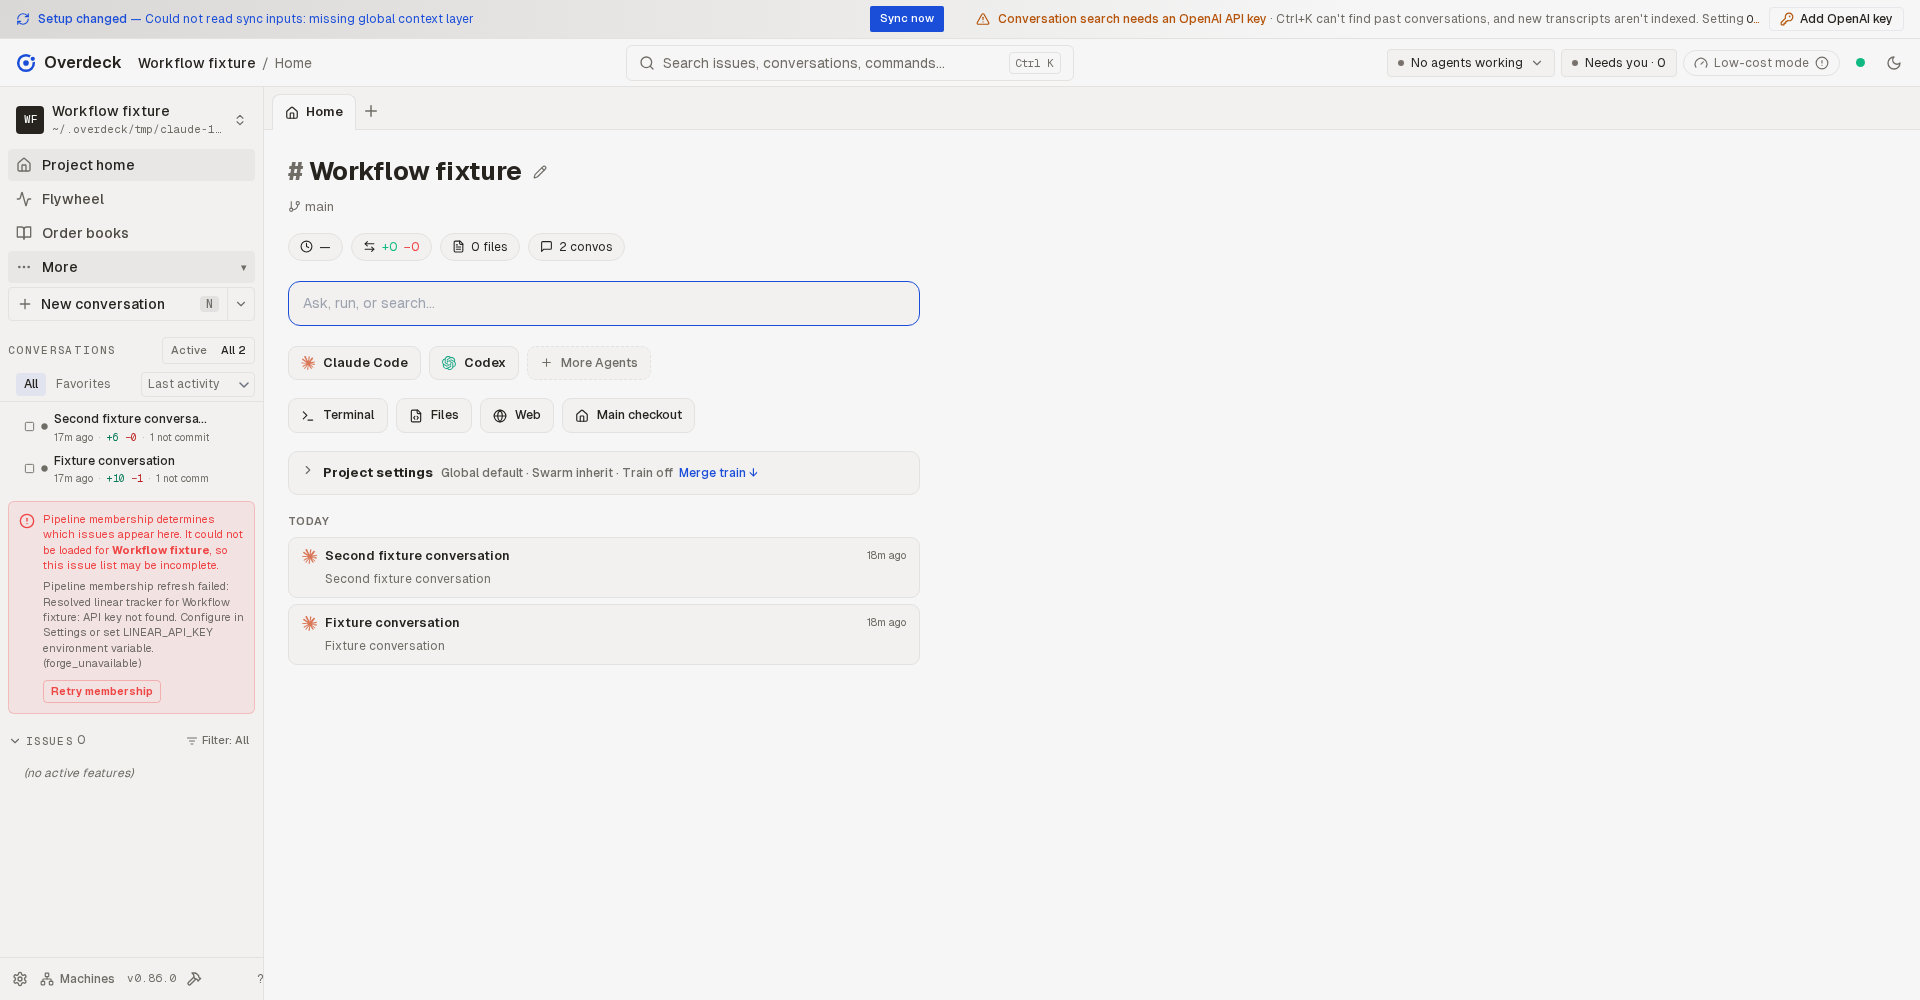 Setup changed — Could not read sync inputs: missing global context layer
Sync now
Conversation search needs an OpenAI API key · Ctrl+K can't find past conversations, and new transcripts aren't indexed. Setting o…
Add OpenAI key
Overdeck
Workflow fixture / Home
Search issues, conversations, commands...
Ctrl K
No agents working
Needs you · 0
Low-cost mode
WF
Workflow fixture
~/.overdeck/tmp/claude-1…
Project home
Flywheel
Order books
More
New conversation
N
CONVERSATIONS
Active
All 2
All
Favorites
Last activity
Second fixture conversa…
17m ago · +6 −0 · 1 not commit
Fixture conversation
17m ago · +10 −1 · 1 not comm
Pipeline membership determines
which issues appear here. It could not
be loaded for Workflow fixture, so
this issue list may be incomplete.
Pipeline membership refresh failed:
Resolved linear tracker for Workflow
fixture: API key not found. Configure in
Settings or set LINEAR_API_KEY
environment variable.
(forge_unavailable)
Retry membership
ISSUES 0
Filter: All
(no active features)
Machines
v0.86.0
?
Home
# Workflow fixture
main
—
+0 −0
0 files
2 convos
Ask, run, or search...
Claude Code
Codex
More Agents
Terminal
Files
Web
Main checkout
Project settings Global default · Swarm inherit · Train off Merge train ↓
TODAY
Second fixture conversation
18m ago
Second fixture conversation
Fixture conversation
18m ago
Fixture conversation